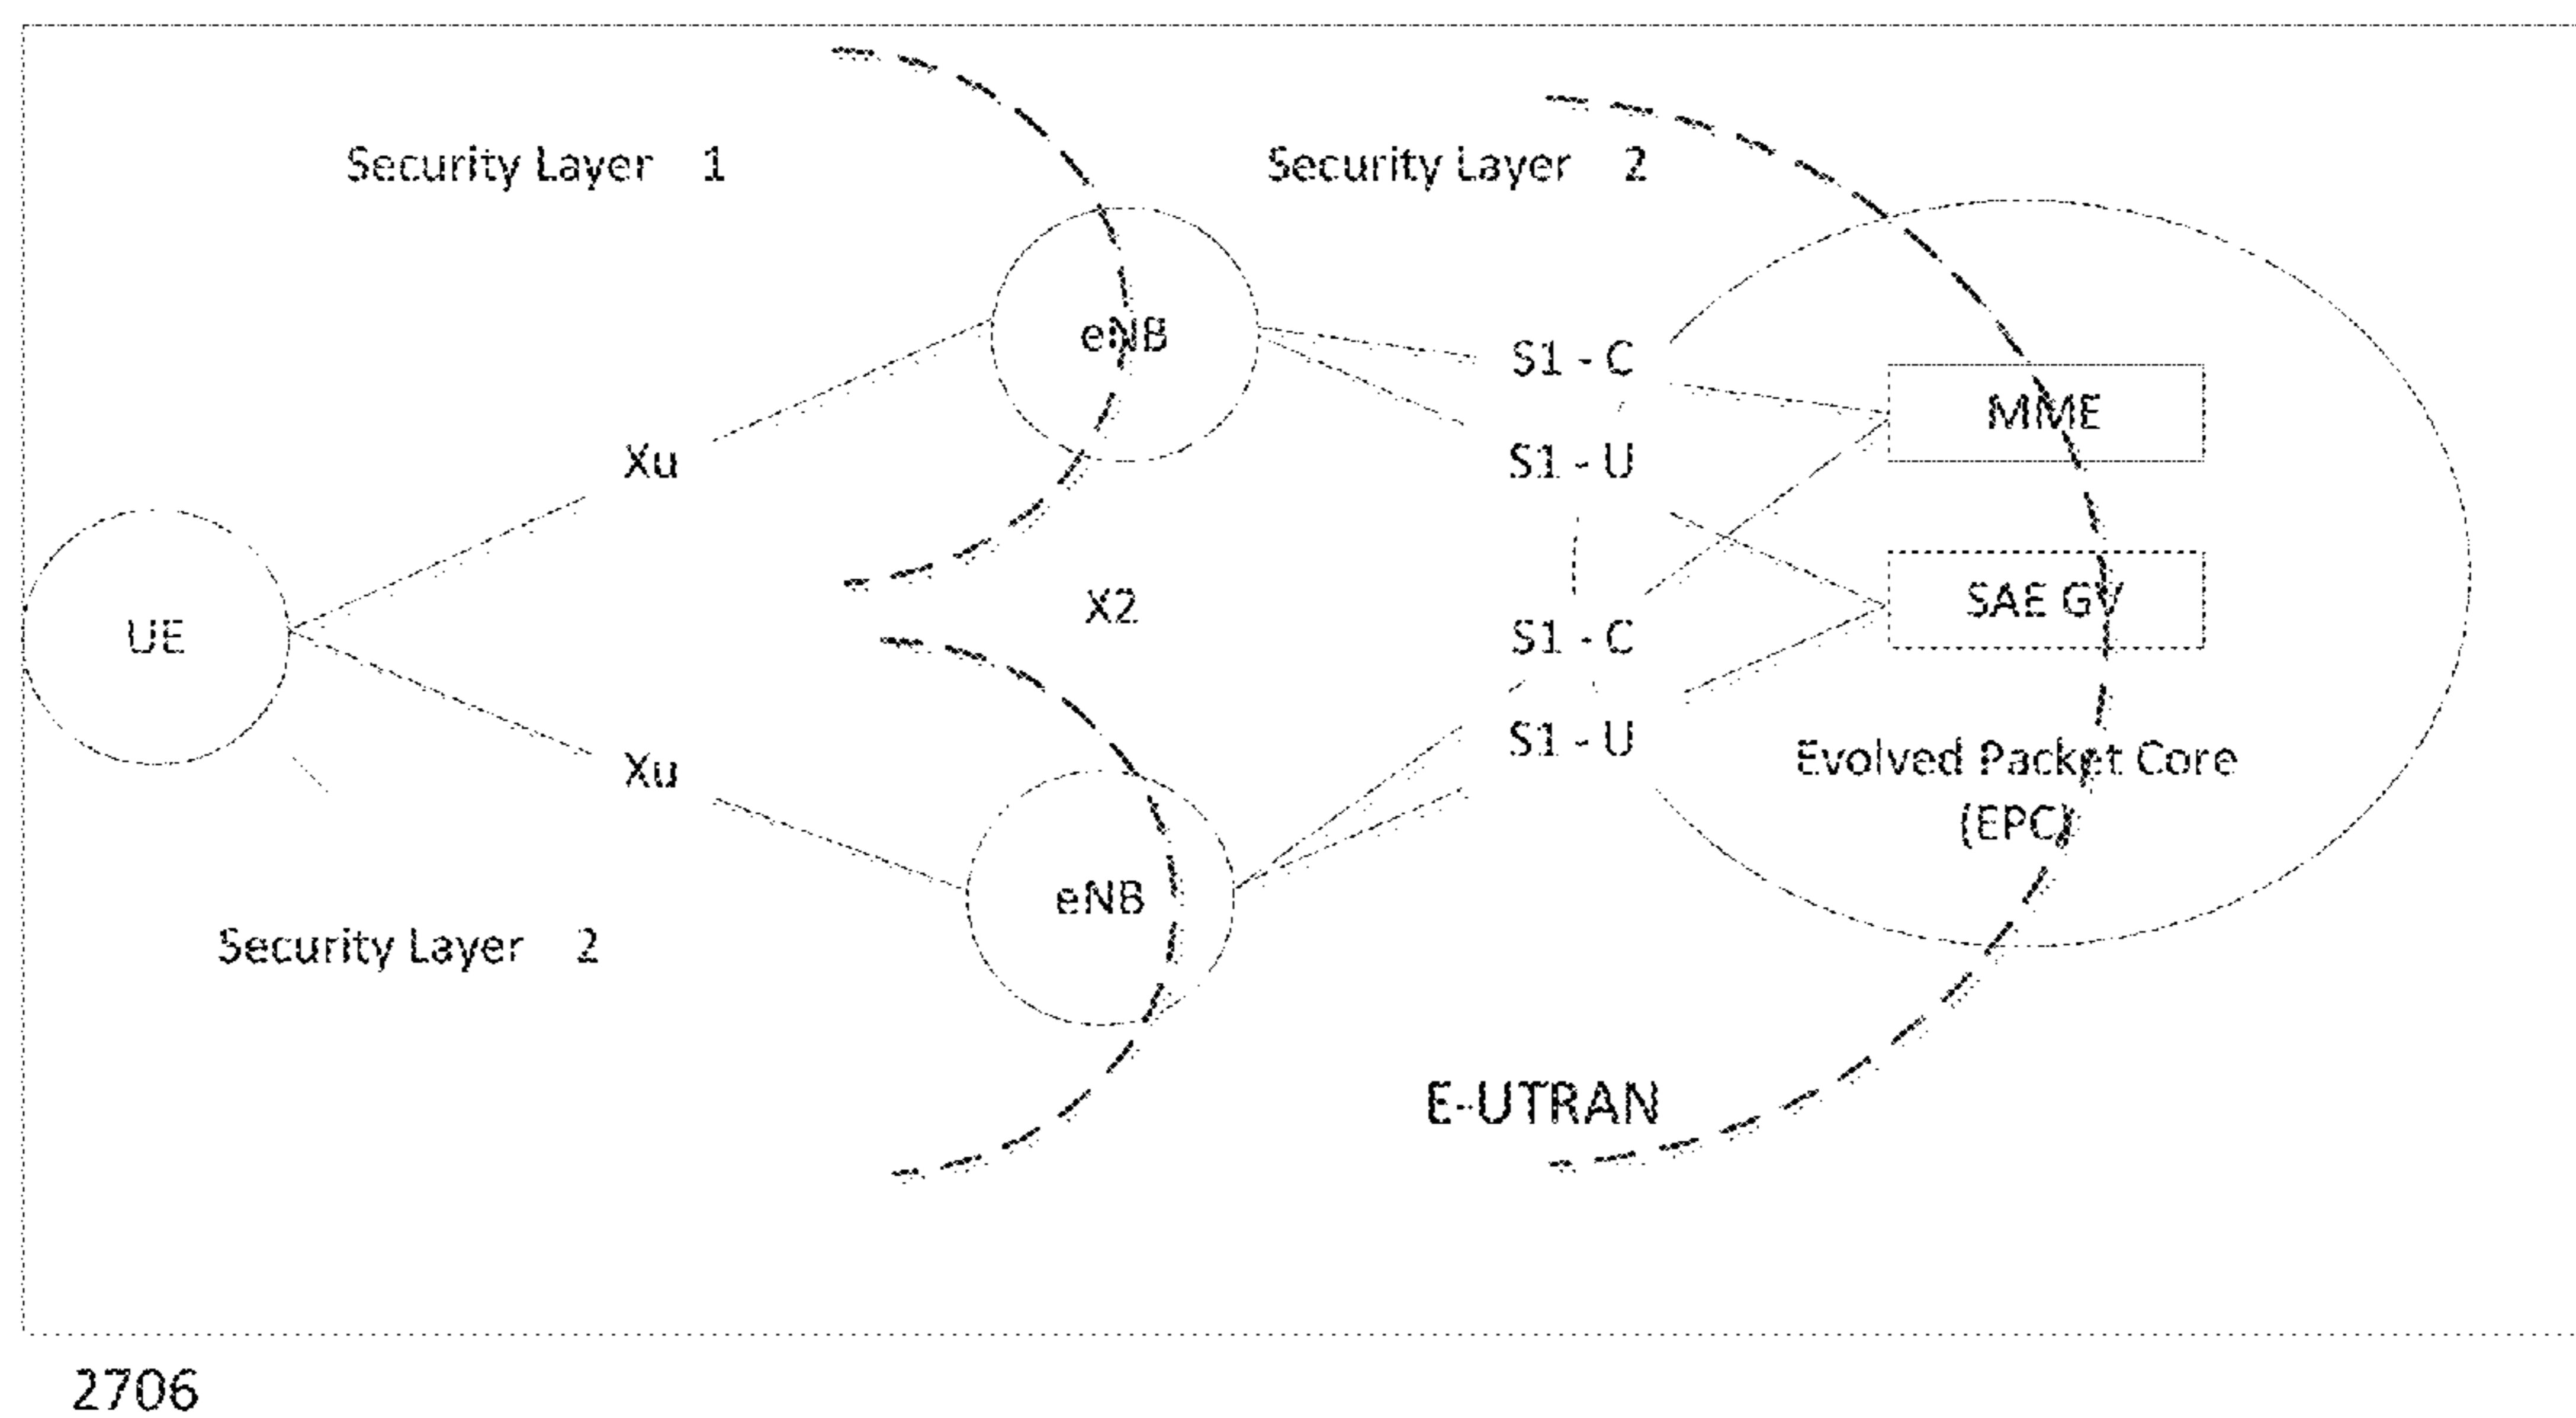 Security Layer 1
Security Layer 2
eNB
S1 - C
MME
Xu
S1 - U
SAE GV
X2
UE
S1 - C
S1 - U
Xu
Evolved Packet Core
(EPC)
eNB
Security Layer 2
E-UTRAN
2706